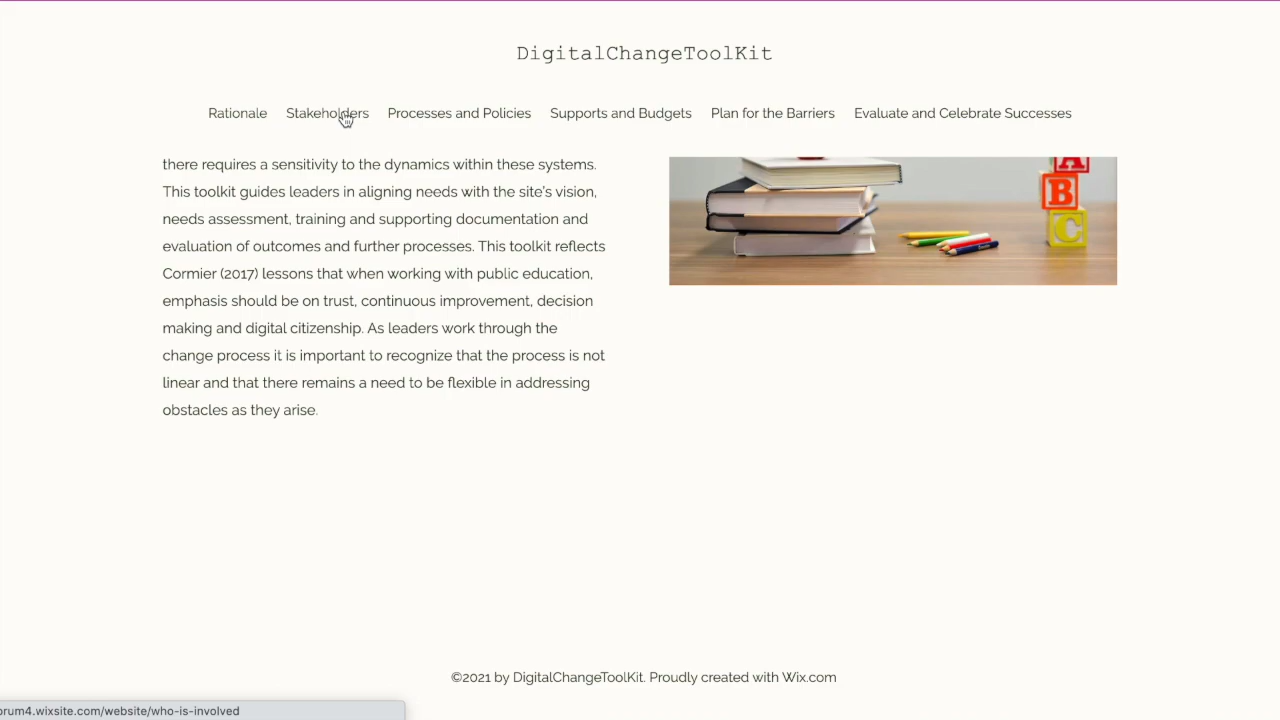 DigitalChangeToolKit
Rationale Stakeholders Processes and Policies Supports and Budgets Plan for the Barriers Evaluate and Celebrate Successes
there requires a sensitivity to the dynamics within these systems.
This toolkit guides leaders in aligning needs with the site's vision,
needs assessment, training and supporting documentation and
evaluation of outcomes and further processes. This toolkit reflects
Cormier (2017) lessons that when working with public education,
emphasis should be on trust, continuous improvement, decision
making and digital citizenship. As leaders work through the
change process it is important to recognize that the process is not
linear and that there remains a need to be flexible in addressing
obstacles as they arise.
A
B
C
©2021 by DigitalChangeToolKit. Proudly created with Wix.com
orum4.wixsite.com/website/who-is-involved